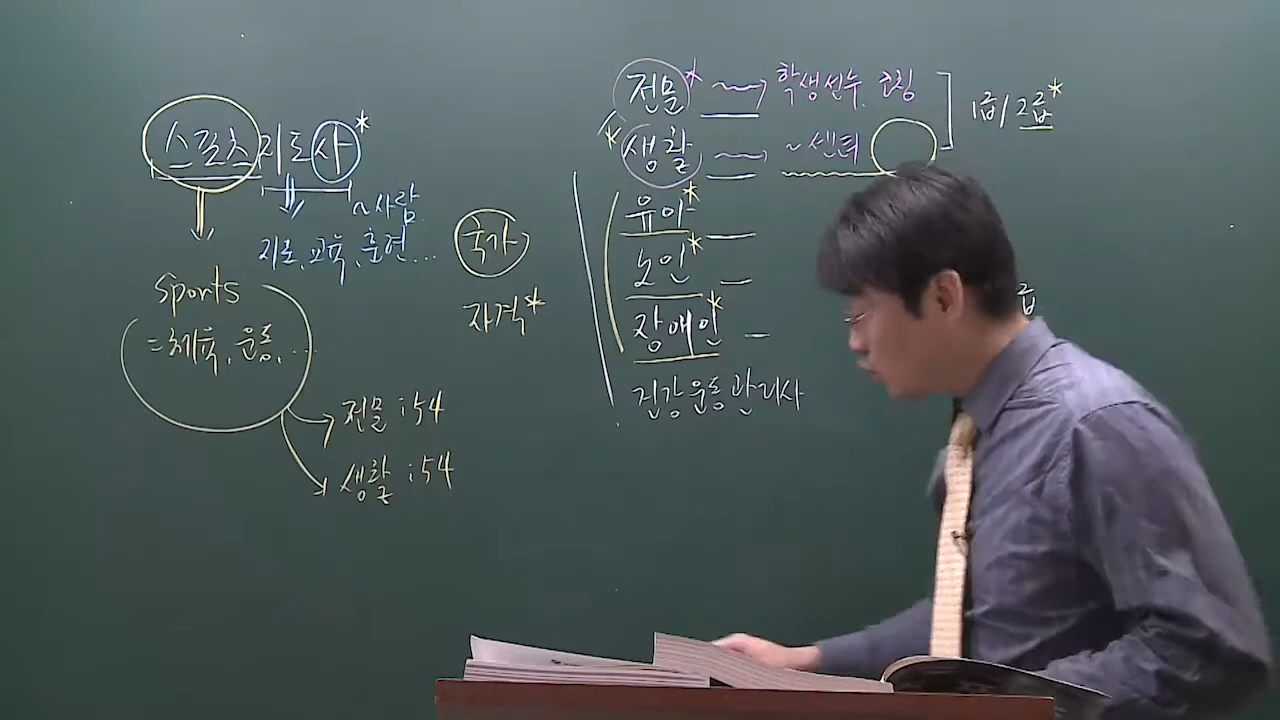 스포츠지도사*
~사람
지도, 교육, 훈련...
국가
자격*
sports
=체육, 운동, ...
전문 : 54
생활 : 54
전문* → 학생선수, 코칭
*생활 → ~센터
1급/2급*
유아*
노인*
장애인*
급
건강운동관리사